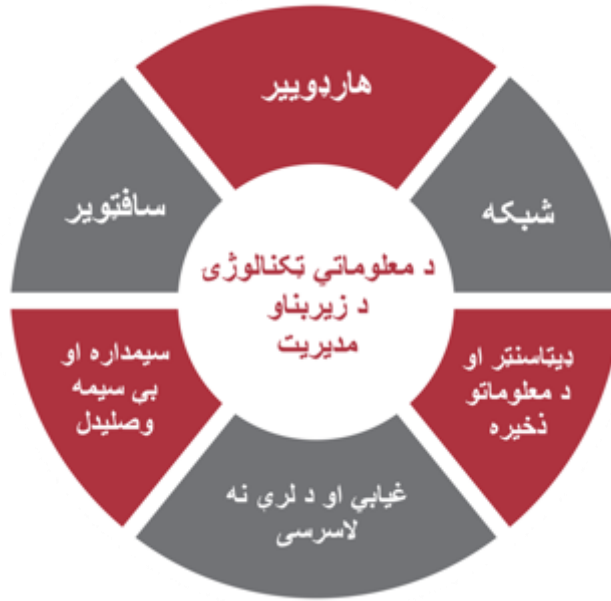 هارډویېر
شبکه
ډیټاسنټر او
د معلوماتو
ذخیره
غیابي او د لرې نه
لاسرسی
سیمداره او
بې سیمه
وصلیدل
سافټویر
د معلوماتي ټکنالوژۍ
د زیربناو
مدیریت